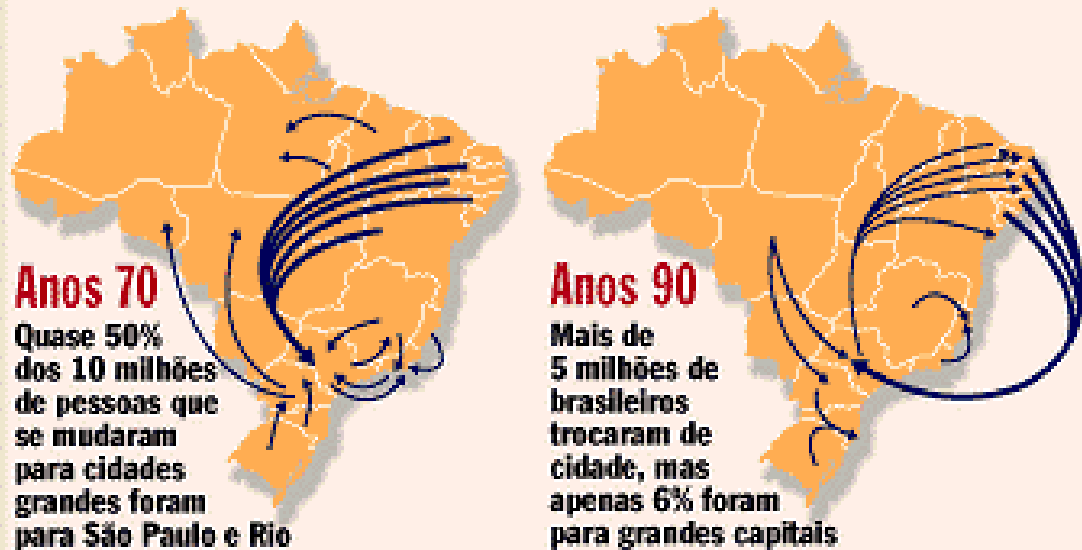 Anos 70
Quase 50%
dos 10 milhões
de pessoas que
se mudaram
para cidades
grandes foram
para São Paulo e Rio
Anos 90
Mais de
5 milhões de
brasileiros
trocaram de
cidade, mas
apenas 6% foram
para grandes capitais